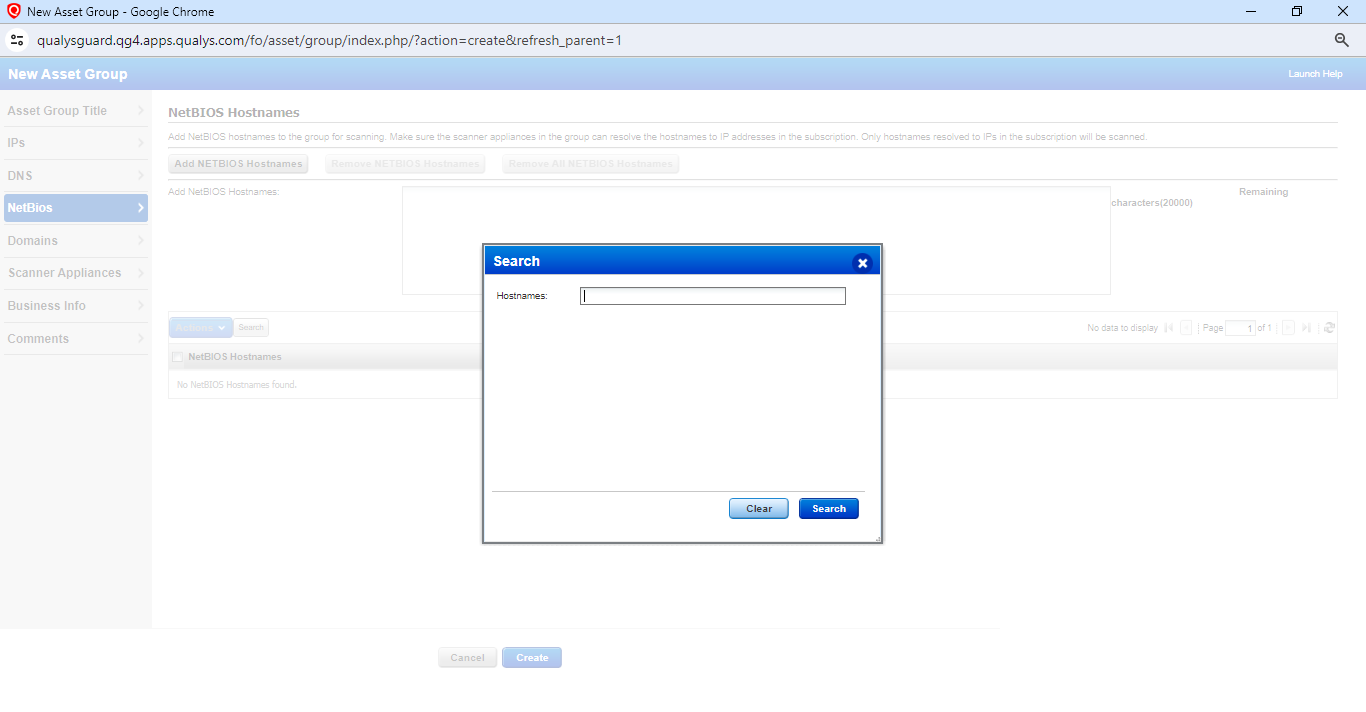 New Asset Group - Google Chrome
qualysguard.qg4.apps.qualys.com/fo/asset/group/index.php/?action=create&refresh_parent=1
New Asset Group
Launch Help
Asset Group Title
IPs
DNS
NetBios
Domains
Scanner Appliances
Business Info
Comments
NetBIOS Hostnames
Add NetBIOS hostnames to the group for scanning. Make sure the scanner appliances in the group can resolve the hostnames to IP addresses in the subscription. Only hostnames resolved to IPs in the subscription will be scanned.
Add NETBIOS Hostnames Remove NETBIOS Hostnames Remove All NETBIOS Hostnames
Add NetBIOS Hostnames:
Remaining
characters(20000)
Search
Hostnames:
Clear Search
Actions Search
No data to display Page 1 of 1
NetBIOS Hostnames
No NetBIOS Hostnames found.
Cancel Create